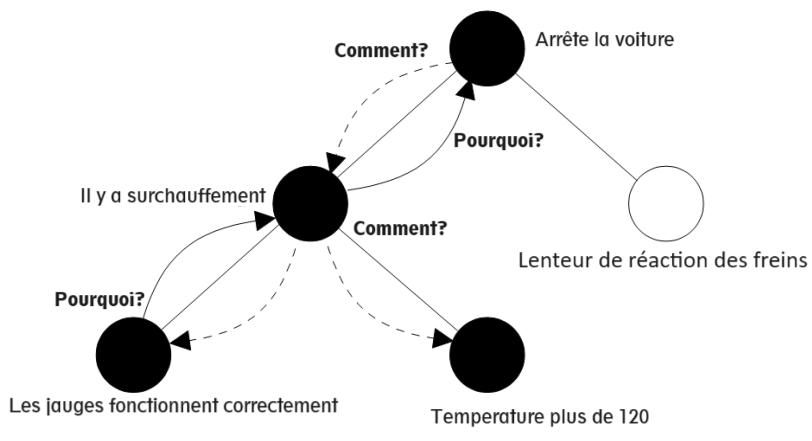 Arrête la voiture
Comment?
Pourquoi?
Il y a surchauffement
Comment?
Lenteur de réaction des freins
Pourquoi?
Les jauges fonctionnent correctement
Temperature plus de 120